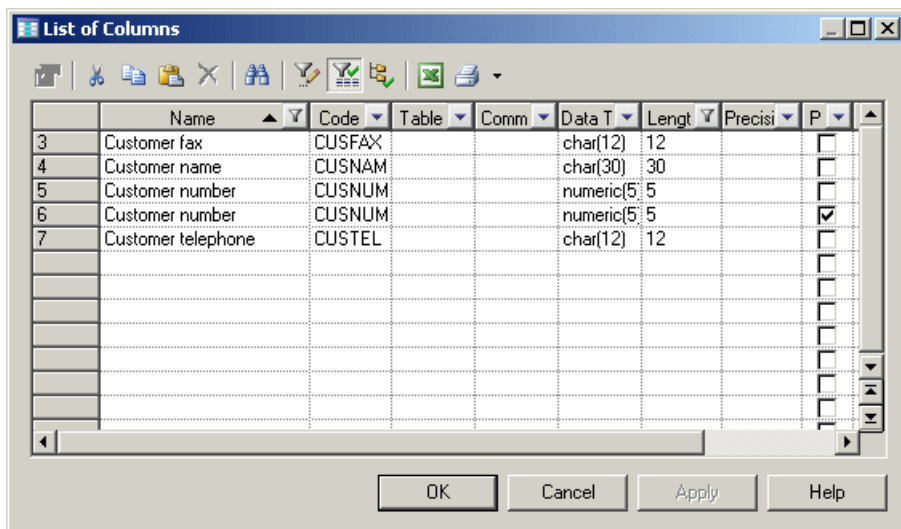 List of Columns
Name Code Table Comm Data T Lengt Precisi P
3 Customer fax CUSFAX char(12) 12
4 Customer name CUSNAM char(30) 30
5 Customer number CUSNUM numeric(5 5
6 Customer number CUSNUM numeric(5 5
7 Customer telephone CUSTEL char(12) 12
OK Cancel Apply Help